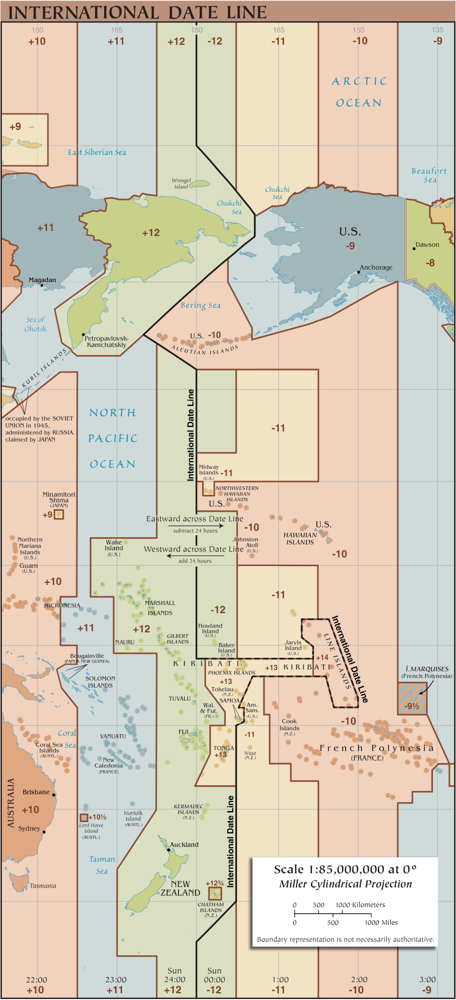 INTERNATIONAL DATE LINE
150 165 180 165 150 135
+10 +11 +12 -12 -11 -10 -9
ARCTIC
OCEAN
+9
East Siberian Sea
Wrangel
Island
Chukchi
Sea
Chukchi
Sea
Beaufort
Sea
+11
+12
U.S.
-9
Dawson
-8
Anchorage
Magadan
Bering Sea
Sea of
Ohotsk
Petropavlovsk-
Kamchatskiy
U.S. -10
ALEUTIAN ISLANDS
KURIL ISLANDS
occupied by the SOVIET
UNION in 1945,
administered by RUSSIA,
claimed by JAPAN
NORTH
PACIFIC
OCEAN
International Date Line
-11
Midway
Islands
(U.S.)
-11
NORTHWESTERN
HAWAIIAN
ISLANDS
U.S.
Minamitori
Shima
(JAPAN)
+9
Eastward across Date Line
subtract 24 hours
-10
U.S.
HAWAIIAN
ISLANDS
-10
Johnston
Atoll
(U.S.)
Northern
Mariana
Islands
(U.S.)
Guam
(U.S.)
Wake
Island
(U.S.)
Westward across Date Line
add 24 hours
+10
MICRONESIA
+11
MARSHALL
ISLANDS
+12
-12
-11
Howland
Island
(U.S.)
NAURU
GILBERT
ISLANDS
Baker
Island
(U.S.)
Jarvis
Island
(U.S.)
International Date Line
LINE ISLANDS
+14
Bougainville
(PAPUA NEW GUINEA)
KIRIBATI
PHOENIX ISLANDS
+13
KIRIBATI
SOLOMON
ISLANDS
+13
Tokelau
(N.Z.)
SAMOA
Î.MARQUISES
(French Polynesia)
-9½
TUVALU
Wal.
& Fut.
(FR.)
Am.
Sam.
(U.S.)
Cook
Islands
(N.Z.)
-10
Coral
Sea
Coral Sea
Islands
(AUSTL.)
VANUATU
FIJI
-11
TONGA
+13
Niue
(N.Z.)
French Polynesia
(FRANCE)
New
Caledonia
(FRANCE)
AUSTRALIA
Brisbane
+10
Sydney
+10½
Lord Howe
Island
(AUSTL.)
Norfolk
Island
(AUSTL.)
KERMADEC
ISLANDS
(N.Z.)
International Date Line
Auckland
Tasman
Sea
Tasmania
NEW
ZEALAND
+12¾
CHATHAM
ISLANDS
(N.Z.)
Scale 1:85,000,000 at 0°
Miller Cylindrical Projection
0 500 1000 Kilometers
0 500 1000 Miles
Boundary representation is not necessarily authoritative.
Sun Sun
22:00 23:00 24:00 00:00 1:00 2:00 3:00
+10 +11 +12 -12 -11 -10 -9